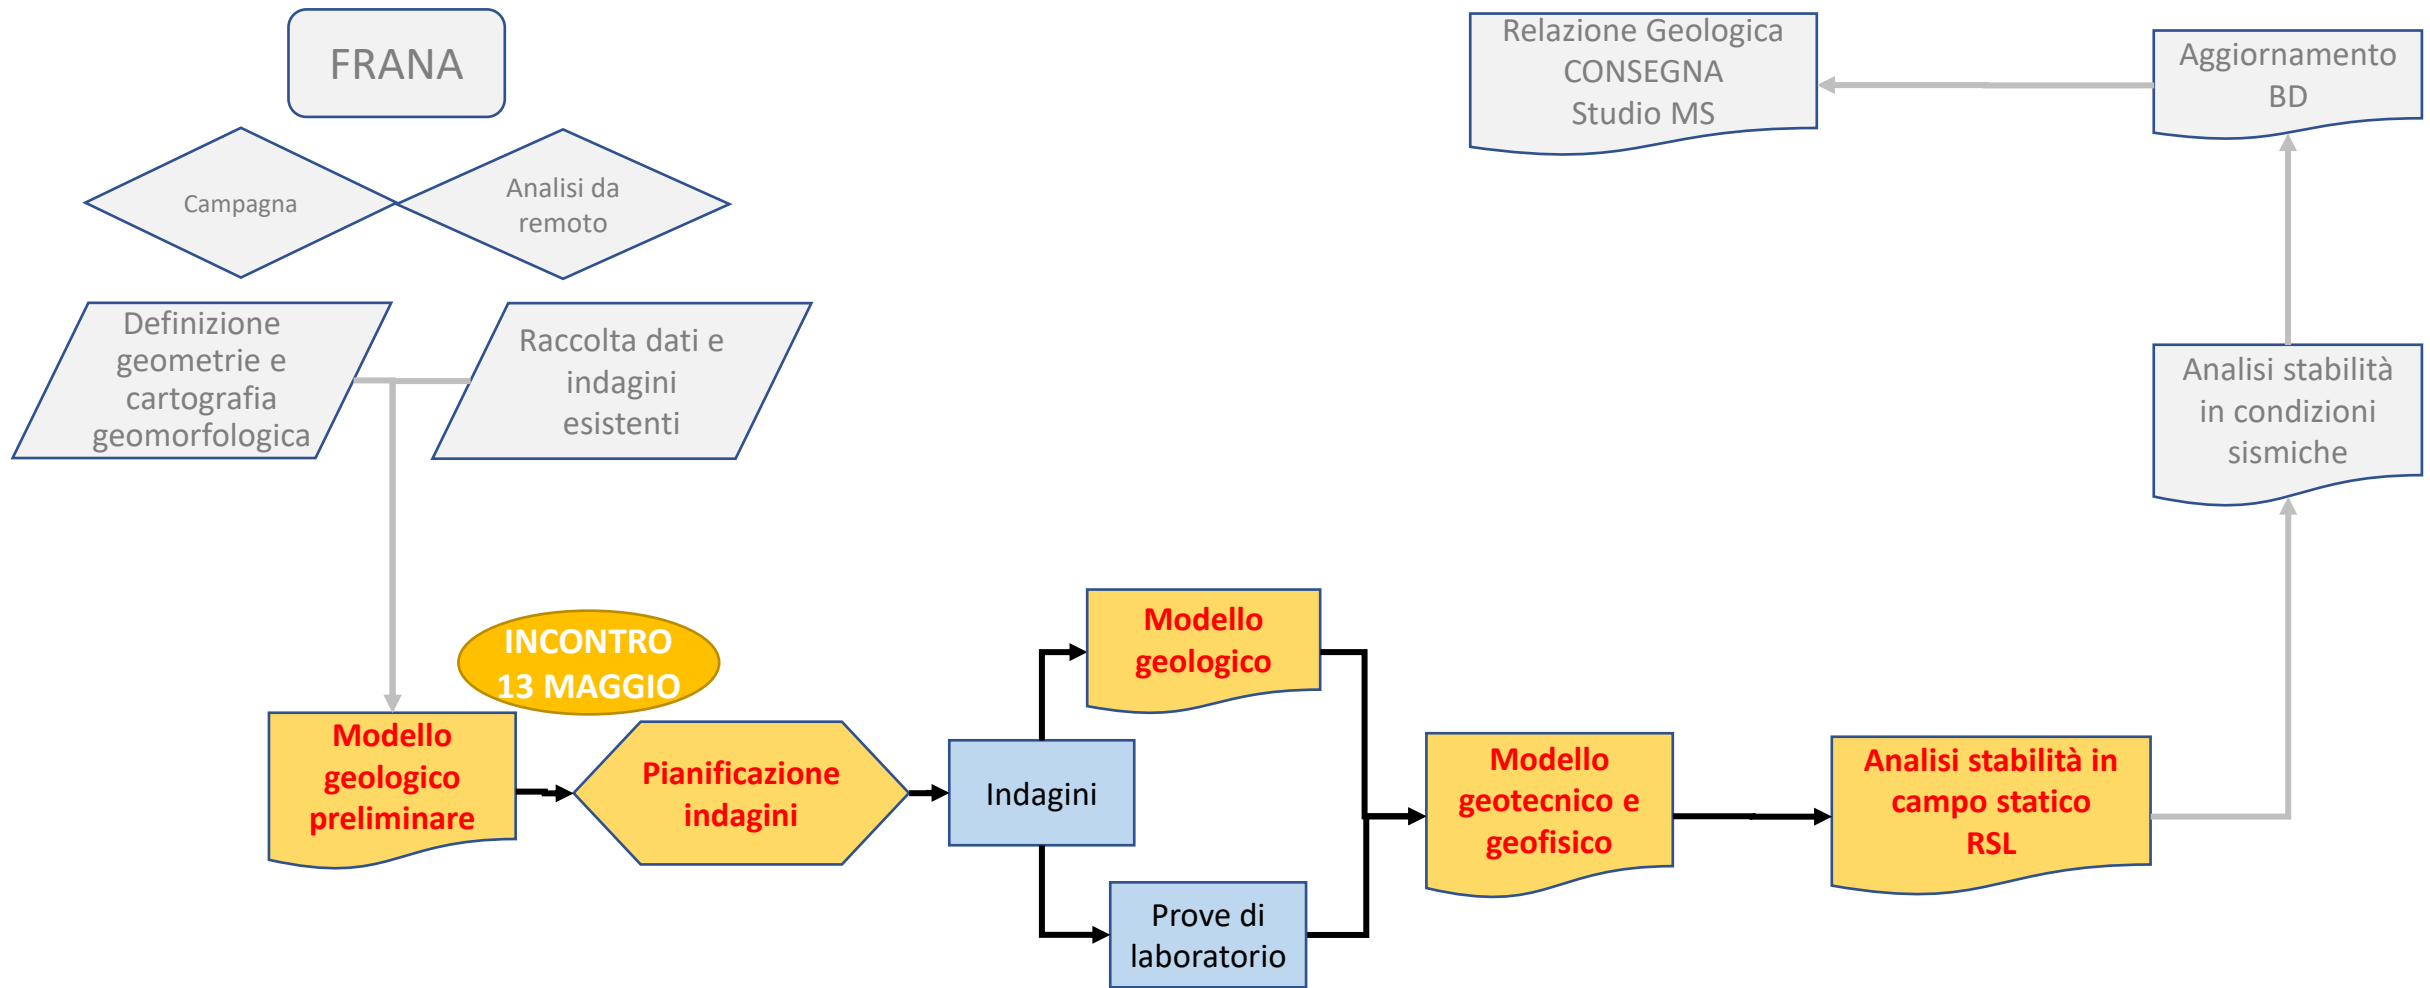 FRANA
Campagna
Analisi da
remoto
Definizione
geometrie e
cartografia
geomorfologica
Raccolta dati e
indagini
esistenti
INCONTRO
13 MAGGIO
Modello
geologico
preliminare
Pianificazione
indagini
Indagini
Modello
geologico
Prove di
laboratorio
Modello
geotecnico e
geofisico
Analisi stabilità in
campo statico
RSL
Analisi stabilità
in condizioni
sismiche
Aggiornamento
BD
Relazione Geologica
CONSEGNA
Studio MS